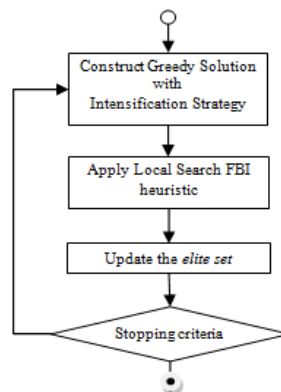 Construct Greedy Solution
with
Intensification Strategy
Apply Local Search FBI
heuristic
Update the elite set
Stopping criteria